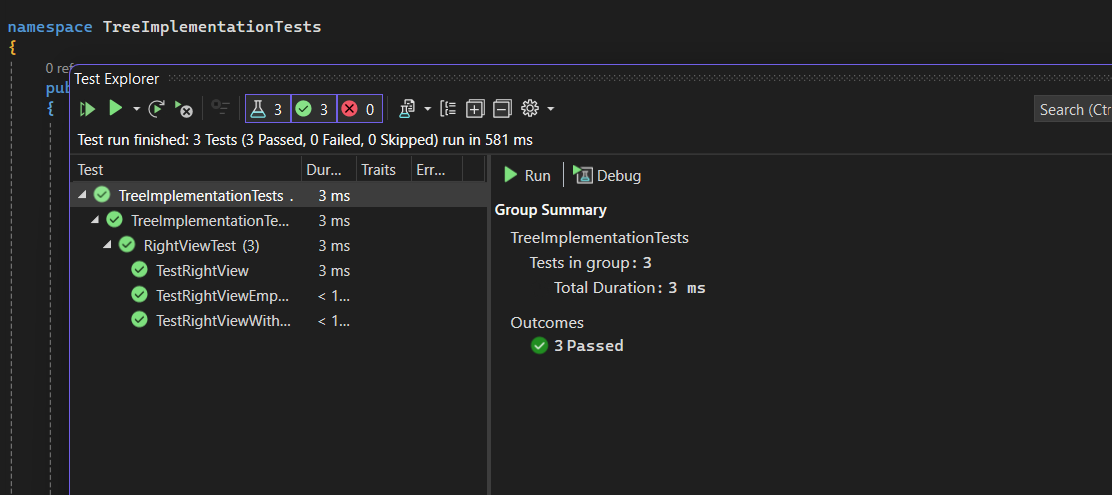 namespace TreeImplementationTests
{
0 ref
pub
{
Test Explorer
3 3 0
Search (Ctr
Test run finished: 3 Tests (3 Passed, 0 Failed, 0 Skipped) run in 581 ms
Test Dur... Traits Err...
Run Debug
TreeImplementationTests . 3 ms
TreeImplementationTe... 3 ms
RightViewTest (3) 3 ms
TestRightView 3 ms
TestRightViewEmp... < 1...
TestRightViewWith... < 1...
Group Summary
TreeImplementationTests
Tests in group: 3
Total Duration: 3 ms
Outcomes
3 Passed